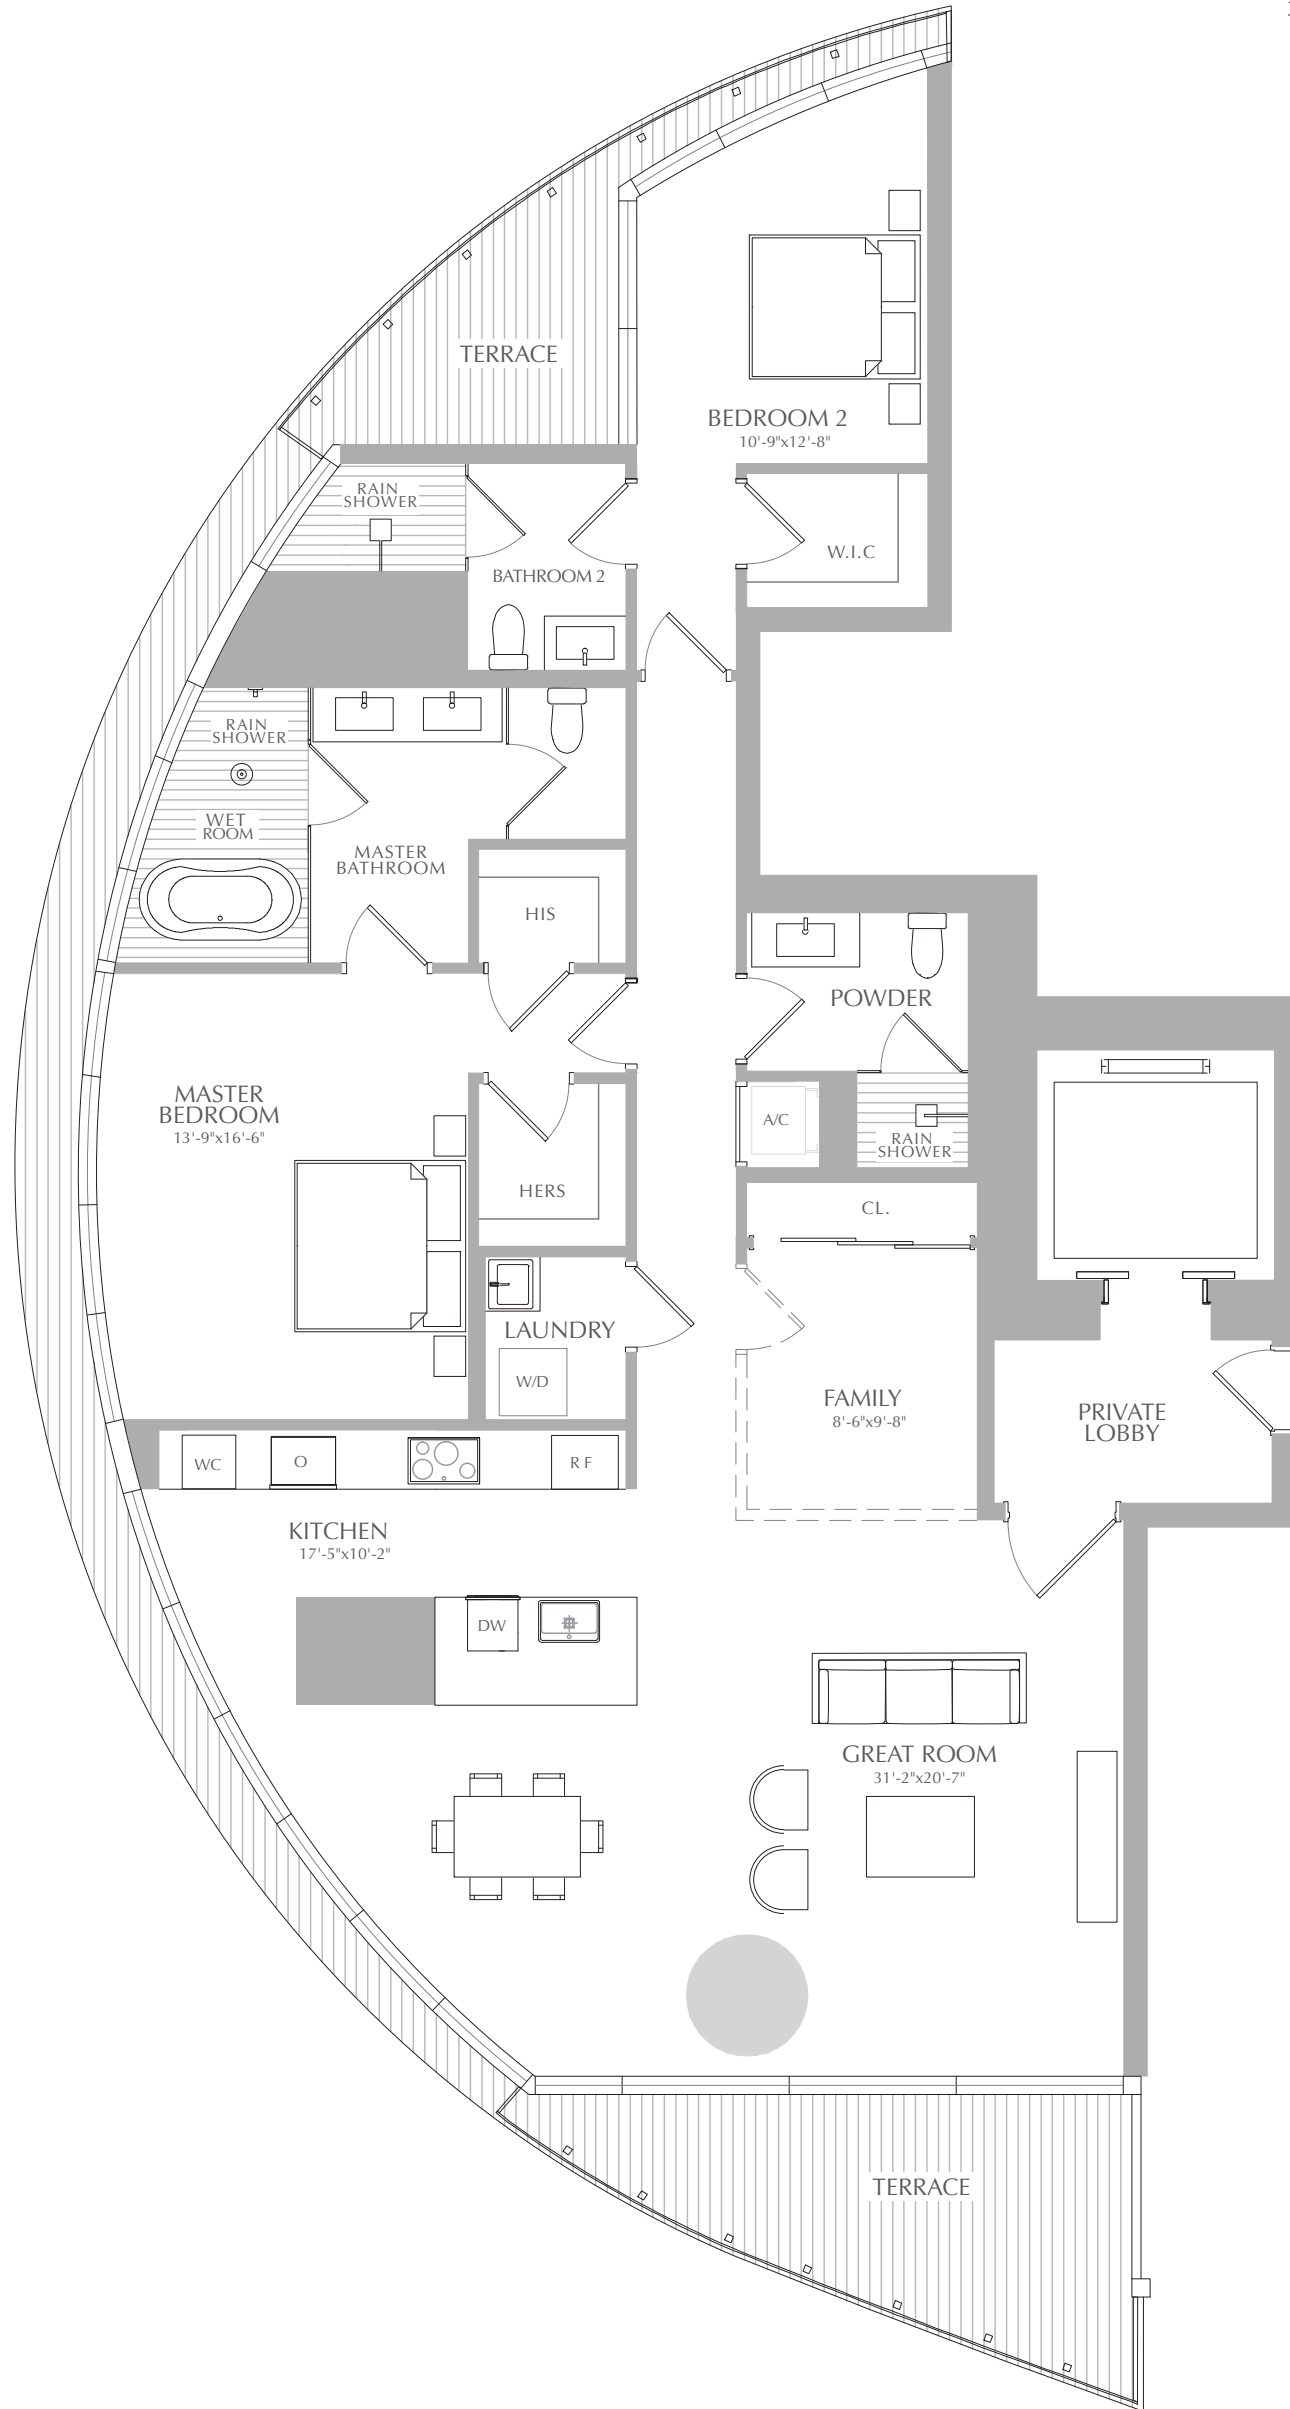 TERRACE
BEDROOM 2
10'-9"x12'-8"
RAIN
SHOWER
W.I.C
BATHROOM 2
RAIN
SHOWER
WET
ROOM
MASTER
BATHROOM
HIS
POWDER
MASTER
BEDROOM
13'-9"x16'-6"
A/C
RAIN
SHOWER
HERS
CL.
LAUNDRY
W/D
FAMILY
8'-6"x9'-8"
PRIVATE
LOBBY
WC
O
RF
KITCHEN
17'-5"x10'-2"
DW
GREAT ROOM
31'-2"x20'-7"
TERRACE